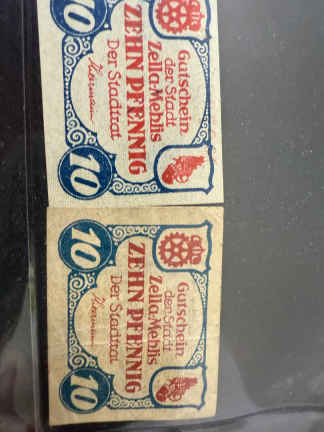 10
Gutschein
der Stadt
Zella-Mehlis
ZEHN PFENNIG
Der Stadtrat
10
10
Gutschein
der Stadt
Zella-Mehlis
ZEHN PFENNIG
Der Stadtrat
10